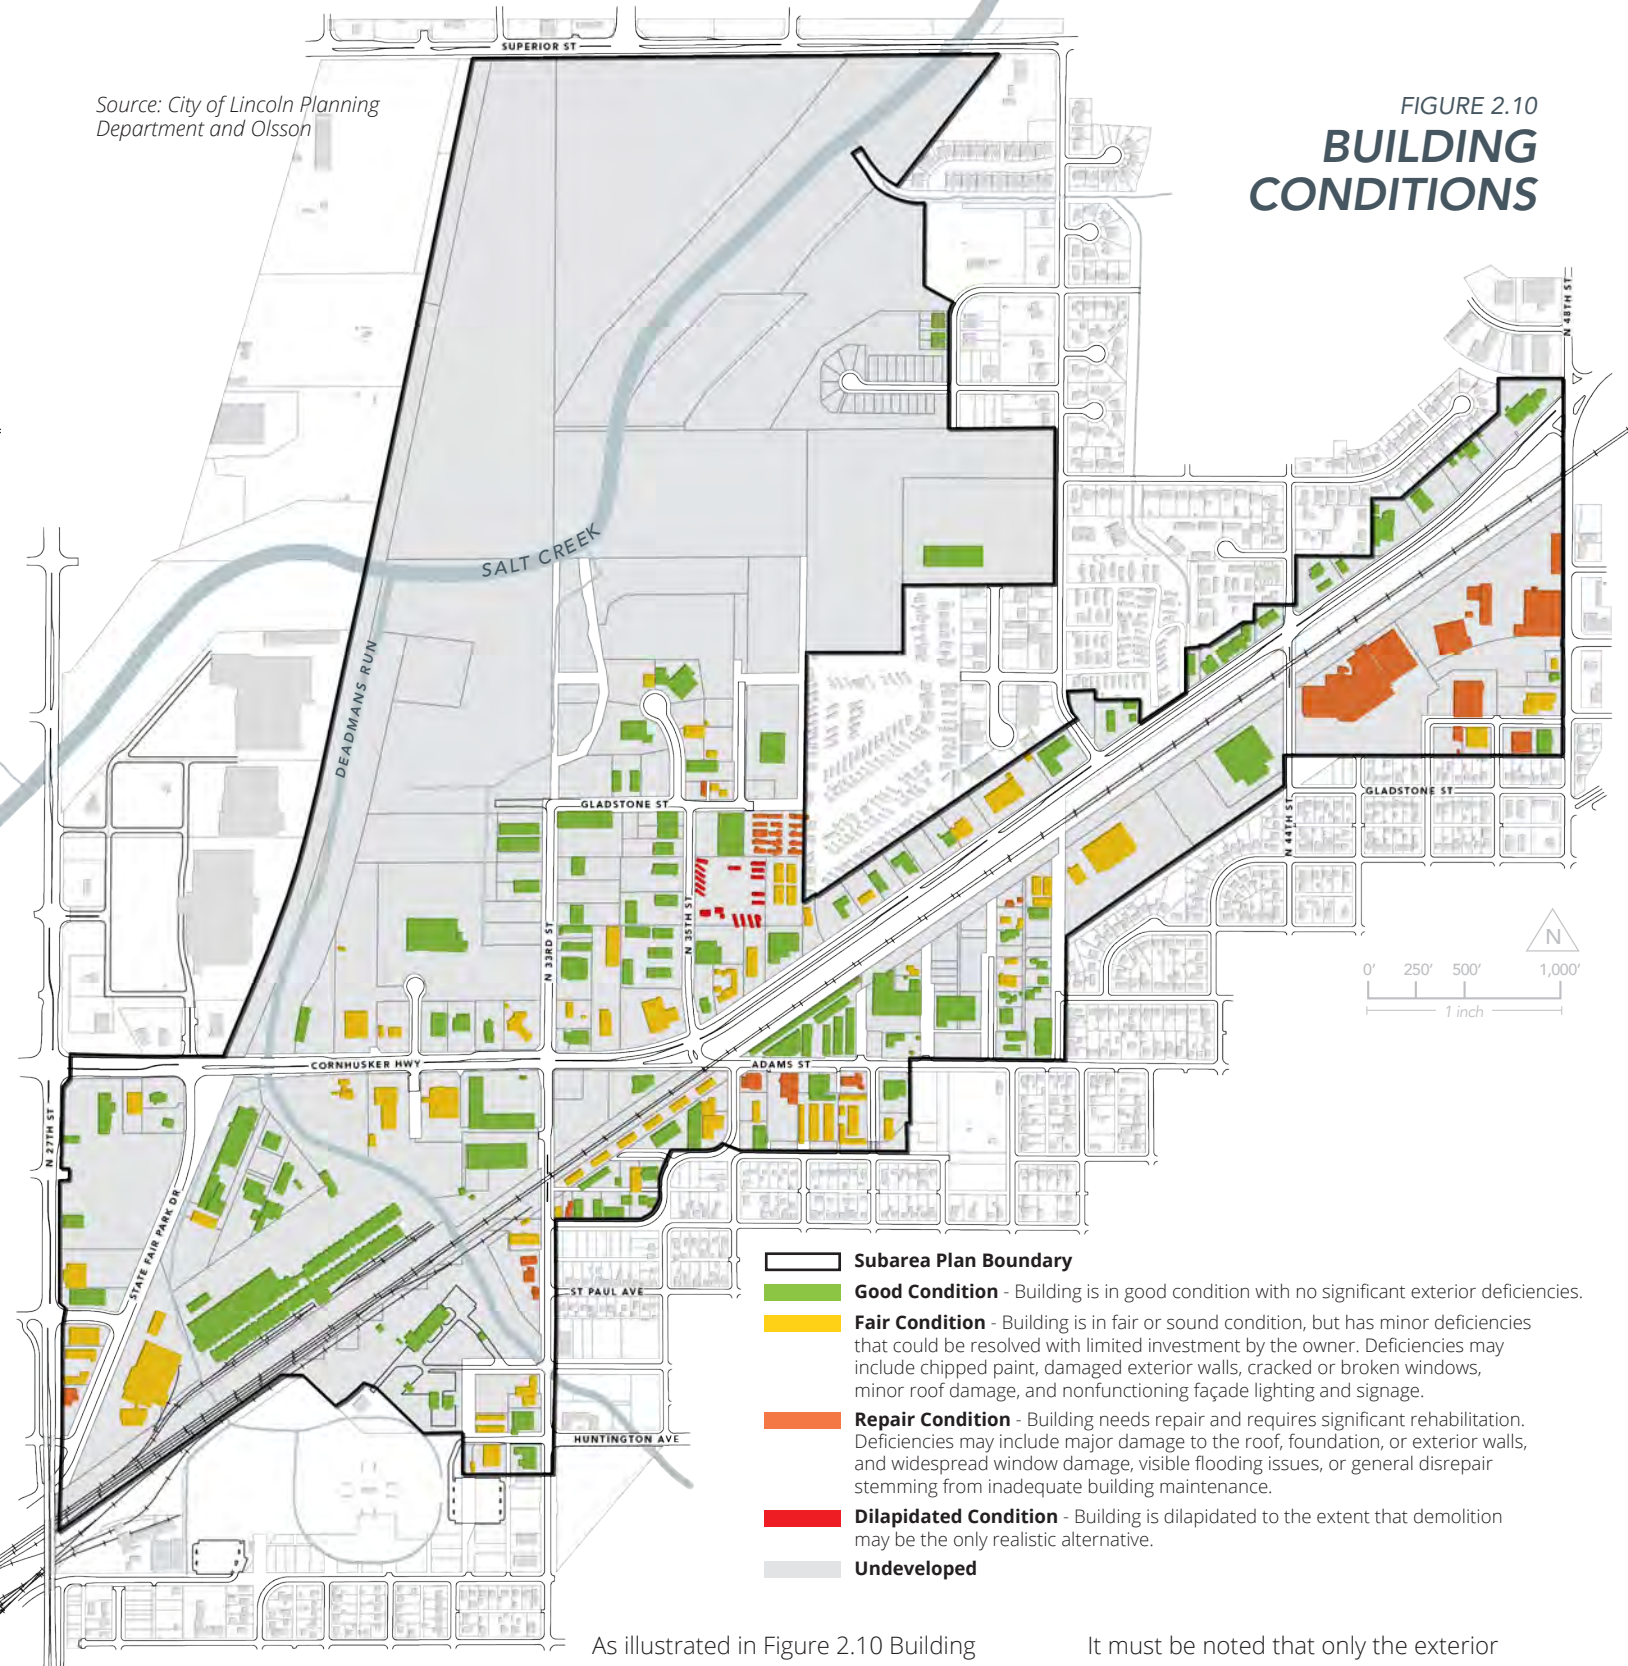 SUPERIOR ST
Source: City of Lincoln Planning
Department and Olsson
FIGURE 2.10
BUILDING
CONDITIONS
N 48TH ST
SALT CREEK
DEADMANS RUN
GLADSTONE ST
GLADSTONE ST
N 44TH ST
N 35TH ST
N 33RD ST
N
0'
250'
500'
1,000'
1 inch
CORNHUSKER HWY
ADAMS ST
N 27TH ST
STATE FAIR PARK DR
ST PAUL AVE
HUNTINGTON AVE
Subarea Plan Boundary
Good Condition - Building is in good condition with no significant exterior deficiencies.
Fair Condition - Building is in fair or sound condition, but has minor deficiencies
that could be resolved with limited investment by the owner. Deficiencies may
include chipped paint, damaged exterior walls, cracked or broken windows,
minor roof damage, and nonfunctioning façade lighting and signage.
Repair Condition - Building needs repair and requires significant rehabilitation.
Deficiencies may include major damage to the roof, foundation, or exterior walls,
and widespread window damage, visible flooding issues, or general disrepair
stemming from inadequate building maintenance.
Dilapidated Condition - Building is dilapidated to the extent that demolition
may be the only realistic alternative.
Undeveloped
As illustrated in Figure 2.10 Building
It must be noted that only the exterior